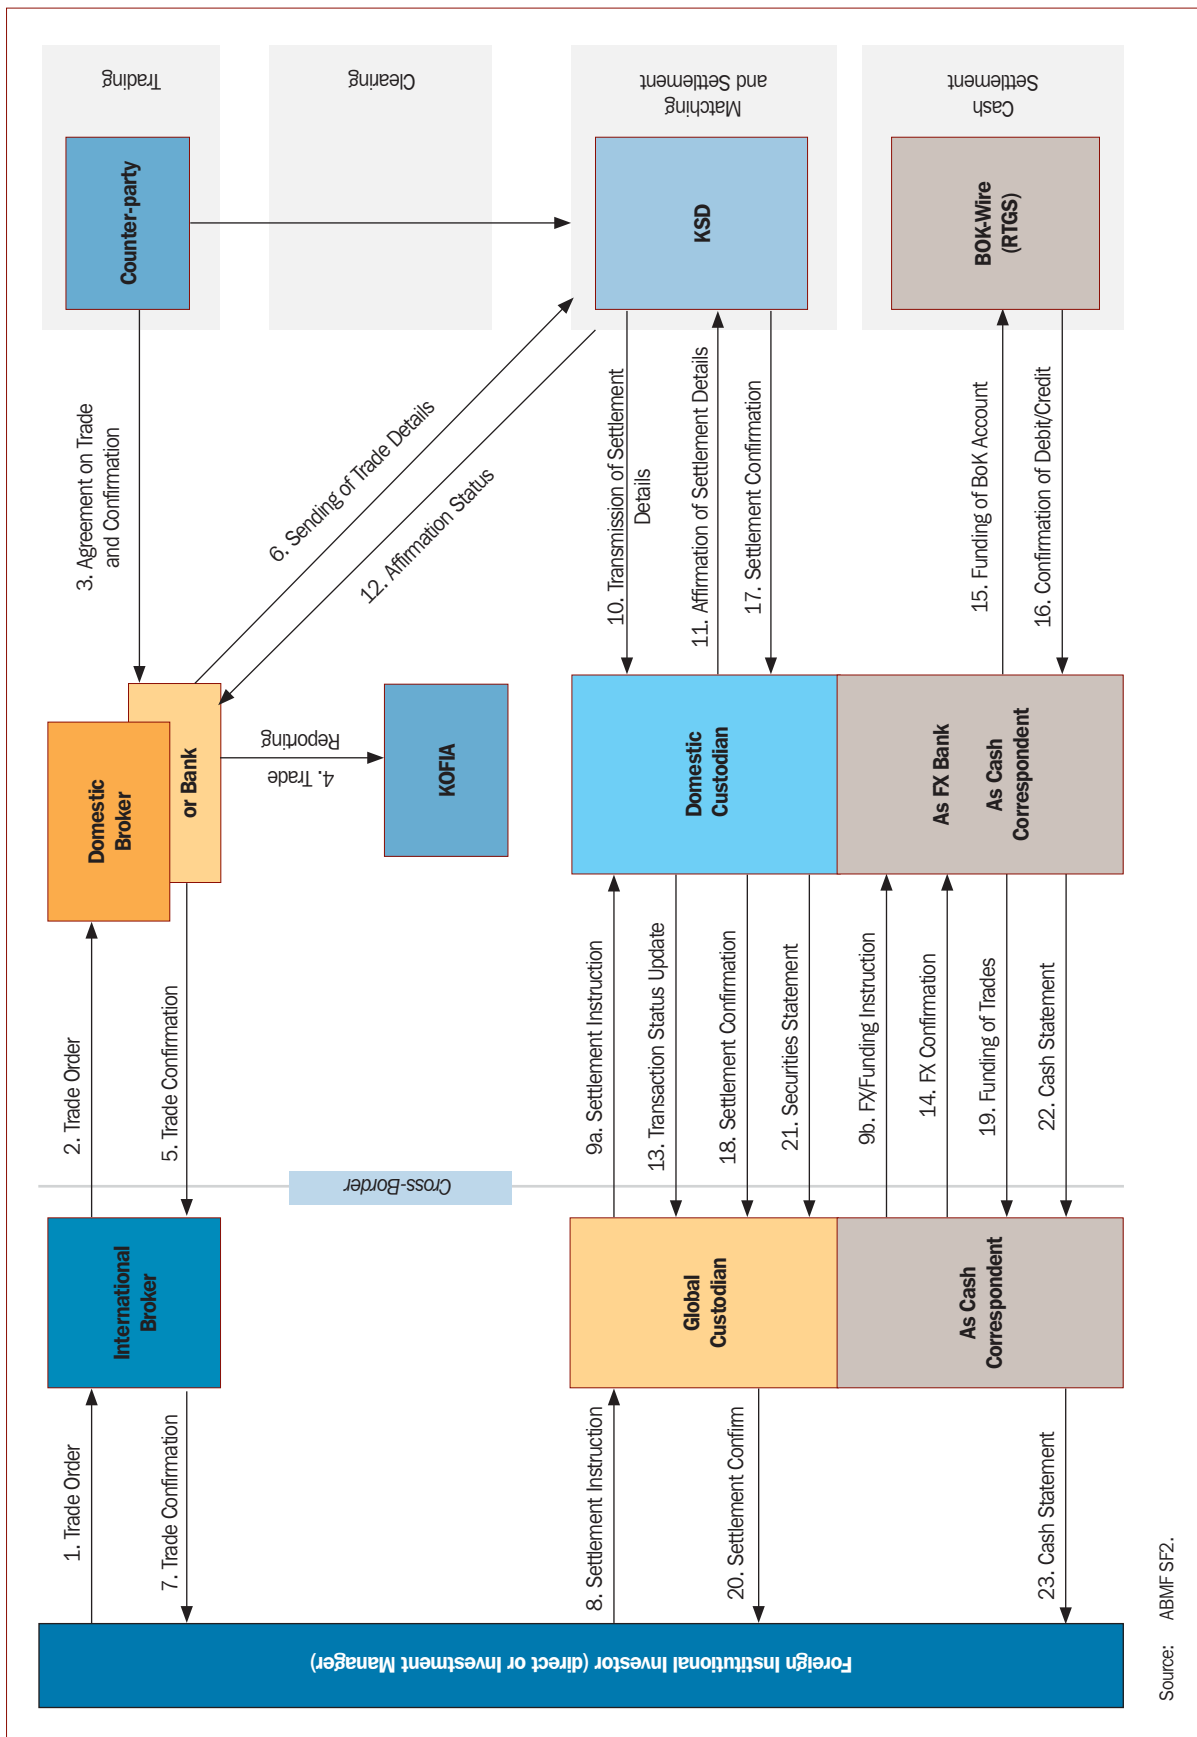 Trading
Clearing
Matching
and Settlement
Cash
Settlement
Counter-party
KSD
BOK-Wire
(RTGS)
3. Agreement on Trade
and Confirmation
6. Sending of Trade Details
12. Affirmation Status
10. Transmission of Settlement
Details
11. Affirmation of Settlement Details
17. Settlement Confirmation
15. Funding of BoK Account
16. Confirmation of Debit/Credit
Domestic
Broker
or Bank
4. Trade
Reporting
KOFIA
Domestic
Custodian
As FX Bank
As Cash
Correspondent
2. Trade Order
5. Trade Confirmation
9a. Settlement Instruction
13. Transaction Status Update
18. Settlement Confirmation
21. Securities Statement
9b. FX/Funding Instruction
14. FX Confirmation
19. Funding of Trades
22. Cash Statement
Cross-Border
International
Broker
Global
Custodian
As Cash
Correspondent
1. Trade Order
7. Trade Confirmation
8. Settlement Instruction
20. Settlement Confirm
23. Cash Statement
Foreign Institutional Investor (direct or Investment Manager)
Source: ABMF SF2.